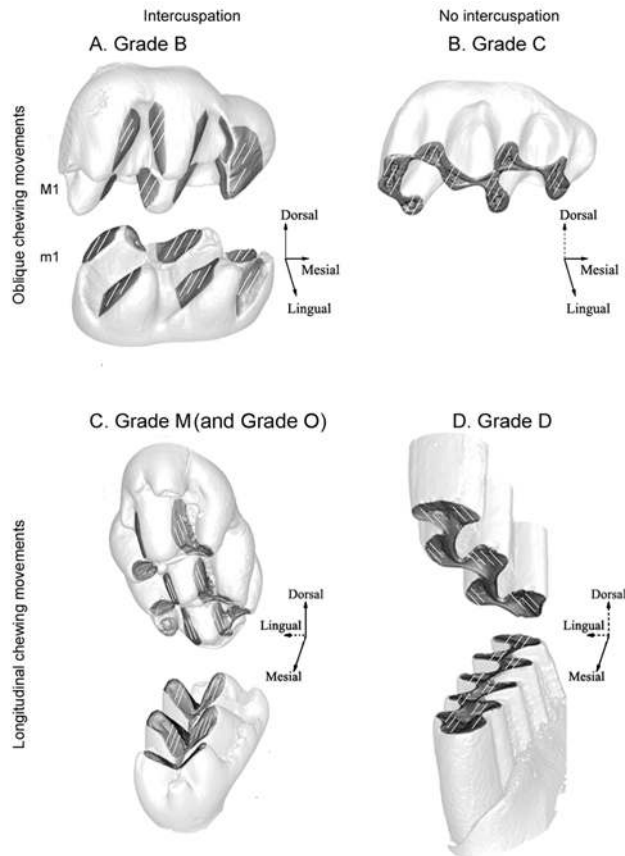 Intercuspation
No intercuspation
A. Grade B
B. Grade C
Oblique chewing movements
M1
m1
Dorsal
Mesial
Lingual
Dorsal
Mesial
Lingual
C. Grade M (and Grade O)
D. Grade D
Longitudinal chewing movements
Dorsal
Lingual
Mesial
Dorsal
Lingual
Mesial